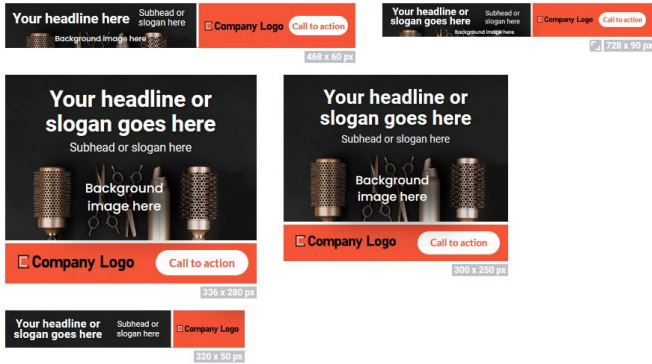 Your headline here
Subhead or
slogan here
Background image here
Company Logo
Call to action
468 x 60 px
Your headline or
slogan goes here
Subhead or
slogan here
Background image here
Company Logo
Call to action
728 x 90 px
Your headline or
slogan goes here
Subhead or slogan here
Background
image here
Company Logo
Call to action
336 x 280 px
Your headline or
slogan goes here
Subhead or slogan here
Background
image here
Company Logo
Call to action
300 x 250 px
Your headline or
slogan goes here
Subhead or
slogan here
Company Logo
320 x 50 px